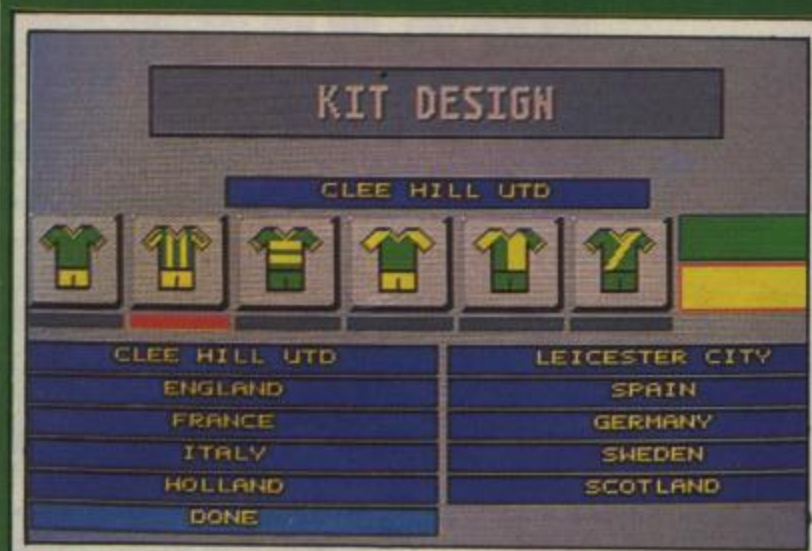 KIT DESIGN
CLEE HILL UTD
CLEE HILL UTD LEICESTER CITY
ENGLAND SPAIN
FRANCE GERMANY
ITALY SWEDEN
HOLLAND SCOTLAND
DONE